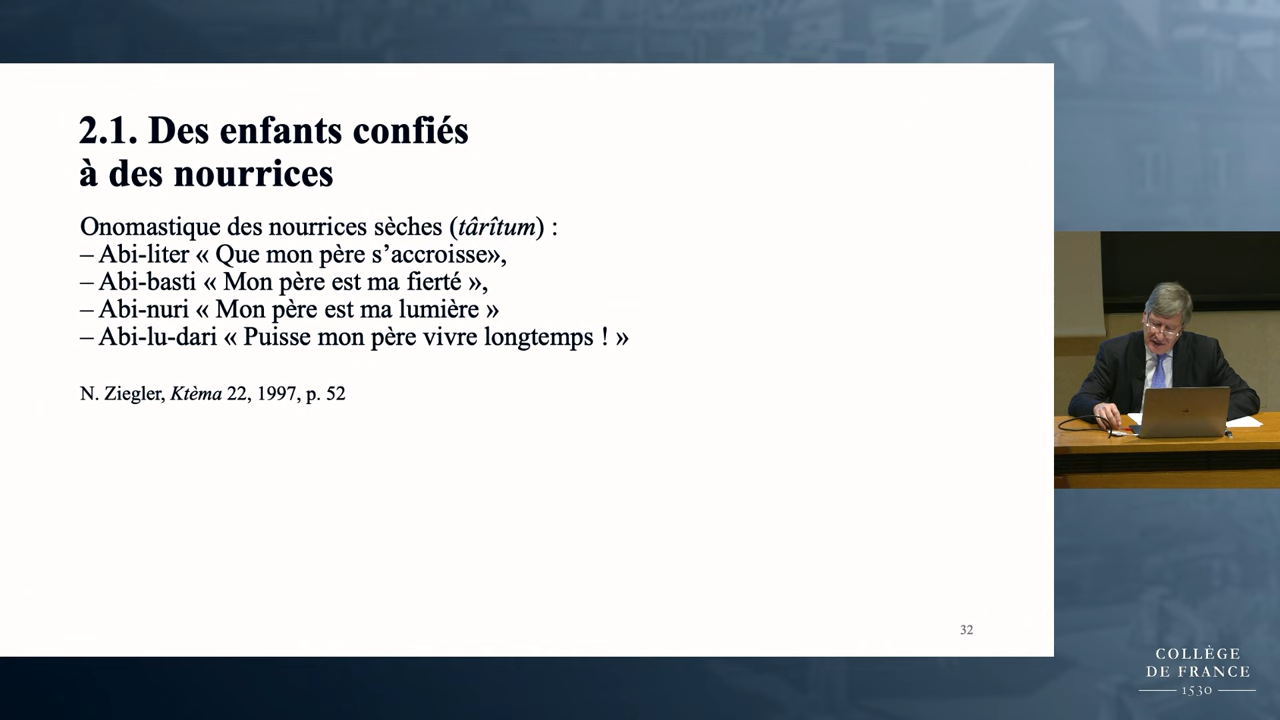 2.1. Des enfants confiés
à des nourrices
Onomastique des nourrices sèches (târîtum) :
– Abi-liter « Que mon père s’accroisse»,
– Abi-basti « Mon père est ma fierté »,
– Abi-nuri « Mon père est ma lumière »
– Abi-lu-dari « Puisse mon père vivre longtemps ! »
N. Ziegler, Ktèma 22, 1997, p. 52
32
COLLÈGE
DE FRANCE
1530